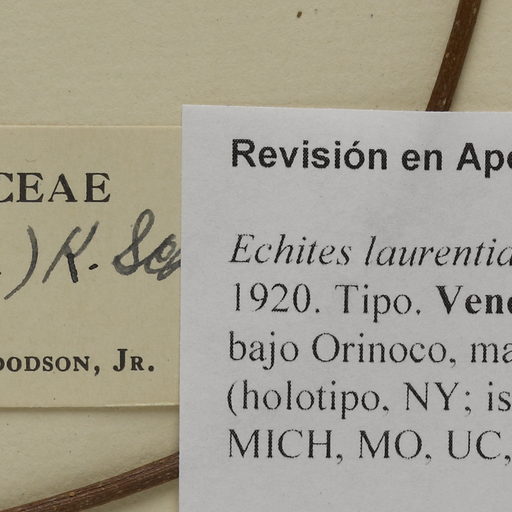 CEAE
.) K. Sc
OODSON, JR.
Revisión en Apo
Echites laurentia
1920. Tipo. Vene
bajo Orinoco, ma
(holotipo, NY; is
MICH, MO, UC,